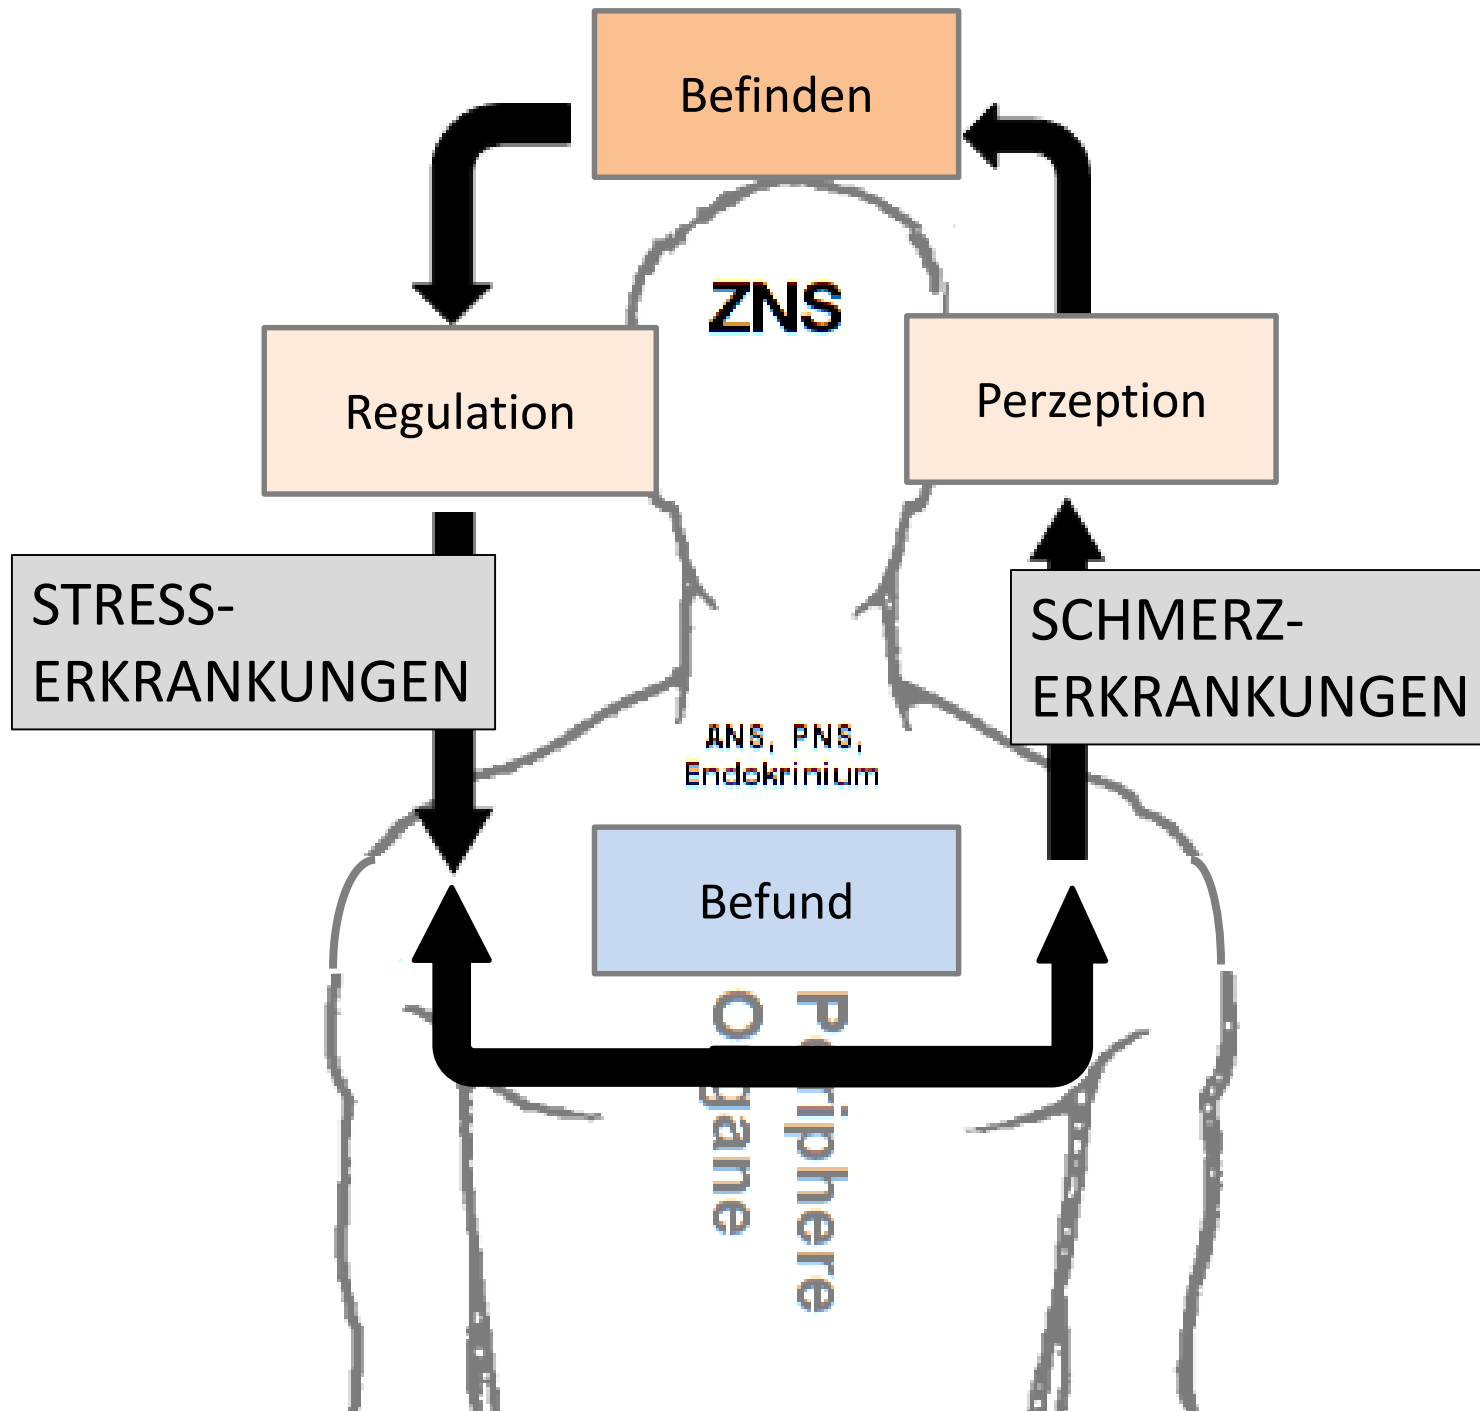 Befinden
ZNS
Regulation
Perzeption
STRESS-
ERKRANKUNGEN
SCHMERZ-
ERKRANKUNGEN
ANS, PNS,
Endokrinium
Befund
Periphere
Organe